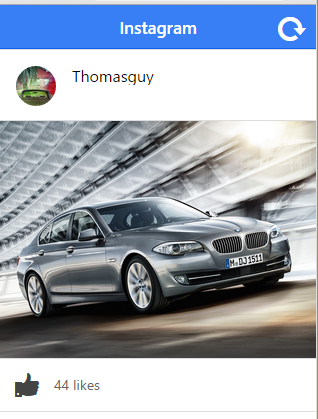 Instagram
Thomasguy
M DJ 1511
44 likes